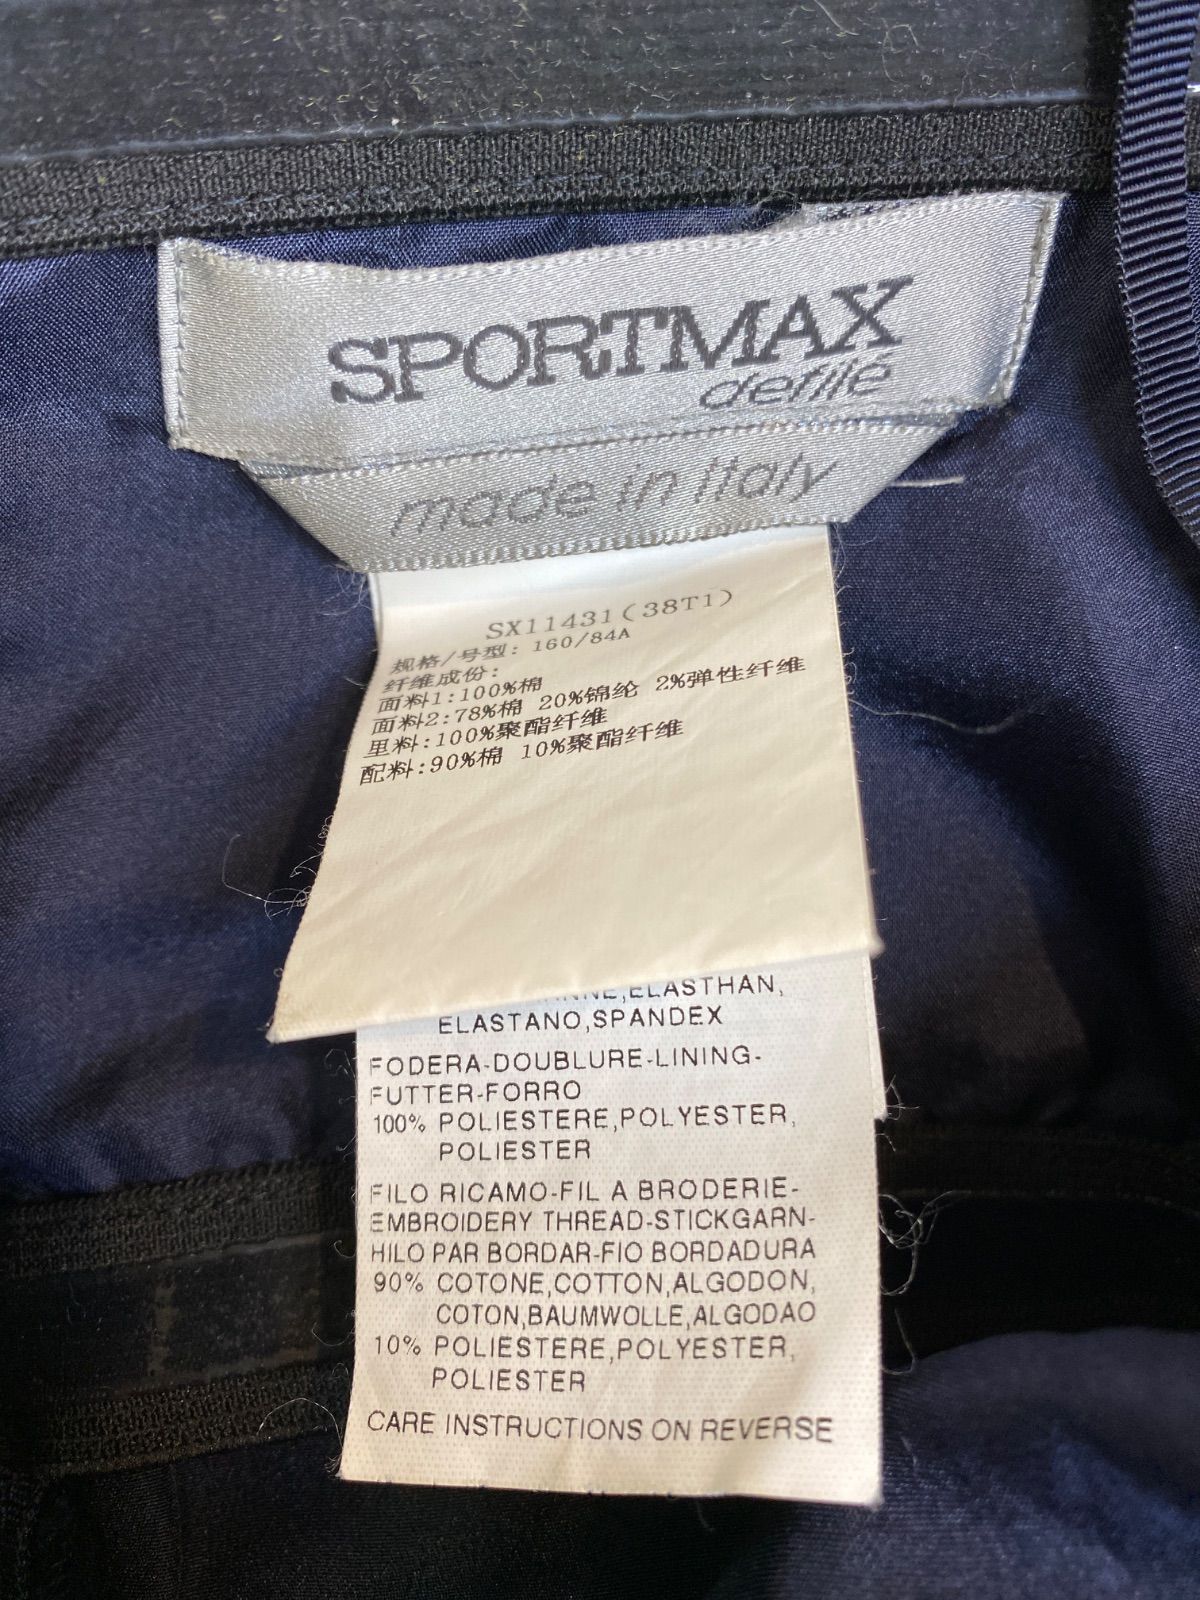 SPORTMAX
defilé
made in Italy
SX11431(38T1)
规格/号型: 160/84A
纤维成份:
面料1:100%棉
面料2:78%棉 20%锦纶 2%弹性纤维
里料:100%聚酯纤维
配料:90%棉 10%聚酯纤维
ELASTHAN,
ELASTANO,SPANDEX
FODERA-DOUBLURE-LINING-
FUTTER-FORRO
100% POLIESTERE,POLYESTER,
POLIESTER
FILO RICAMO-FIL A BRODERIE-
EMBROIDERY THREAD-STICKGARN-
HILO PAR BORDAR-FIO BORDADURA
90% COTONE,COTTON,ALGODON,
COTON,BAUMWOLLE,ALGODAO
10% POLIESTERE,POLYESTER,
POLIESTER
CARE INSTRUCTIONS ON REVERSE